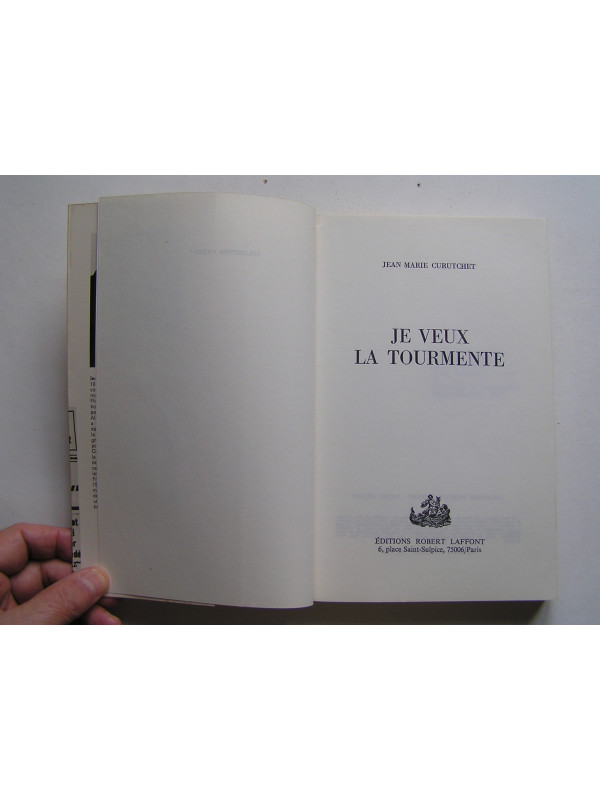 JEAN MARIE CURUTCHET
JE VEUX
LA TOURMENTE
ÉDITIONS ROBERT LAFFONT
6, place Saint-Sulpice, 75006/Paris